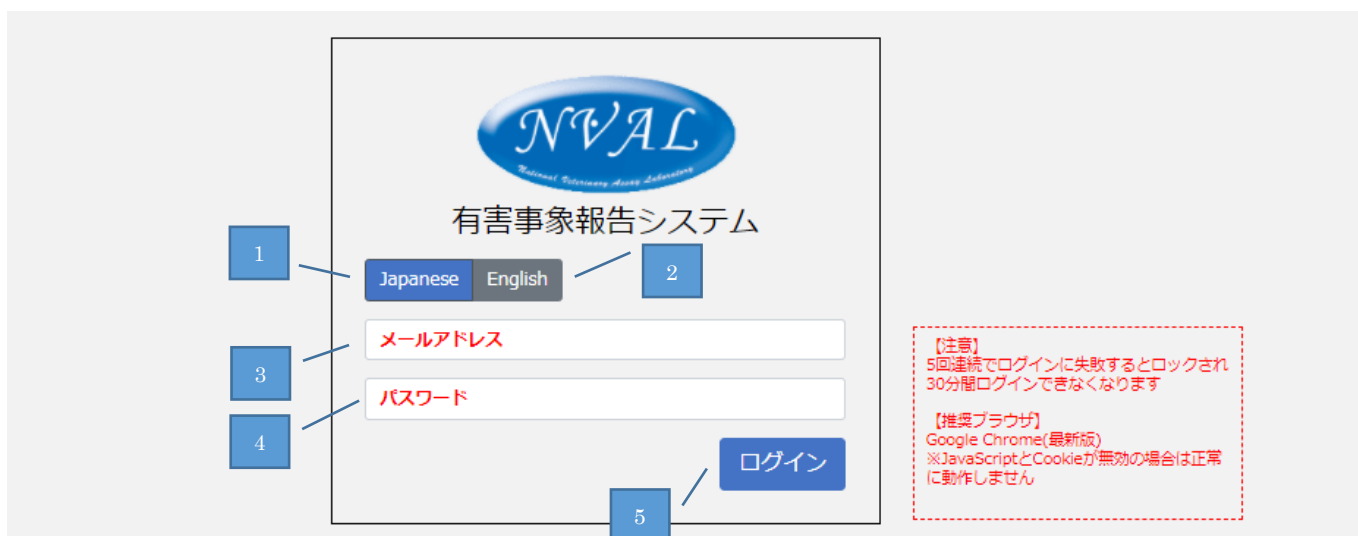 NVAL
National Veterinary Assay Laboratory
有害事象報告システム
1
2
Japanese English
メールアドレス
3
パスワード
4
ログイン
5
【注意】
5回連続でログインに失敗するとロックされ
30分間ログインできなくなります
【推奨ブラウザ】
Google Chrome(最新版)
※JavaScriptとCookieが無効の場合は正常
に動作しません